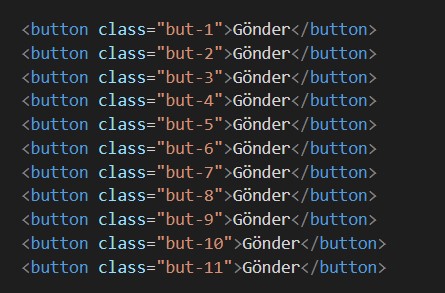 <button class="but-1">Gönder</button>
<button class="but-2">Gönder</button>
<button class="but-3">Gönder</button>
<button class="but-4">Gönder</button>
<button class="but-5">Gönder</button>
<button class="but-6">Gönder</button>
<button class="but-7">Gönder</button>
<button class="but-8">Gönder</button>
<button class="but-9">Gönder</button>
<button class="but-10">Gönder</button>
<button class="but-11">Gönder</button>